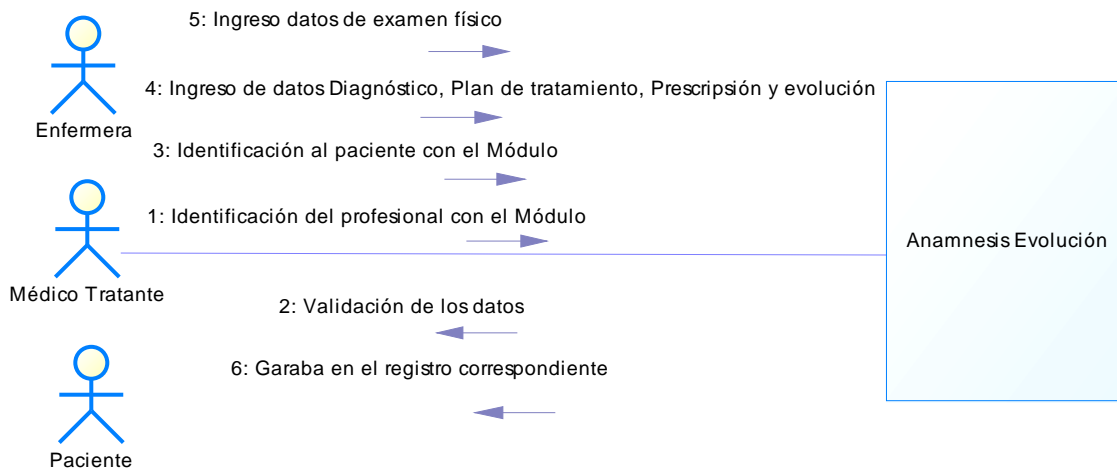 5: Ingreso datos de examen físico
4: Ingreso de datos Diagnóstico, Plan de tratamiento, Prescripsión y evolución
Enfermera
3: Identificación al paciente con el Módulo
1: Identificación del profesional con el Módulo
Anamnesis Evolución
Médico Tratante
2: Validación de los datos
6: Garaba en el registro correspondiente
Paciente